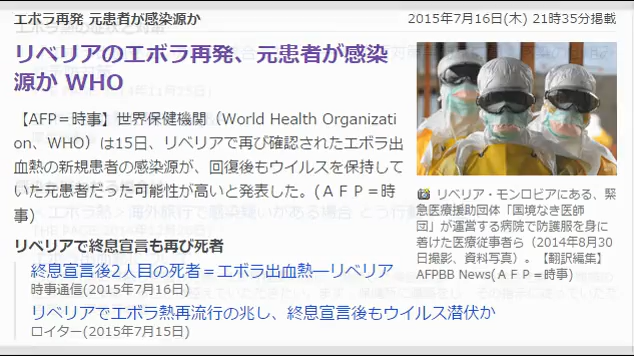 エボラ再発 元患者が感染源か
2015年7月16日(木) 21時35分掲載
リベリアのエボラ再発、元患者が感染
源か WHO
【AFP＝時事】世界保健機関（World Health Organizati
on、WHO）は15日、リベリアで再び確認されたエボラ出
血熱の新規患者の感染源が、回復後もウイルスを保持して
いた元患者だった可能性が高いと発表した。(ＡＦＰ＝時
事)
リベリア・モンロビアにある、緊
急医療援助団体「国境なき医師
団」が運営する病院で防護服を身に
着けた医療従事者ら（2014年8月30
日撮影、資料写真）。【翻訳編集】
AFPBB News(ＡＦＰ＝時事)
リベリアで終息宣言も再び死者
終息宣言後2人目の死者＝エボラ出血熱―リベリア
時事通信(2015年7月16日)
リベリアでエボラ熱再流行の兆し、終息宣言後もウイルス潜伏か
ロイター(2015年7月15日)